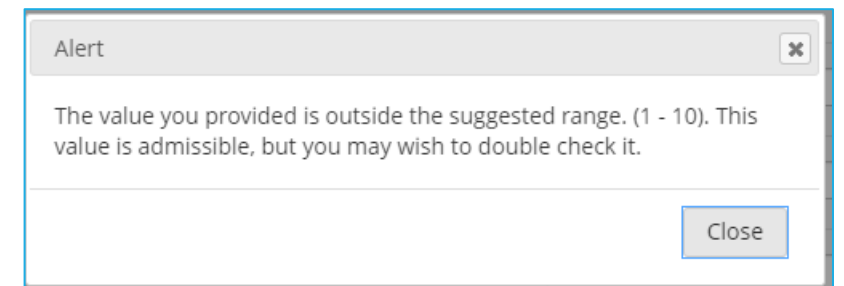 Alert
The value you provided is outside the suggested range. (1 - 10). This
value is admissible, but you may wish to double check it.
Close